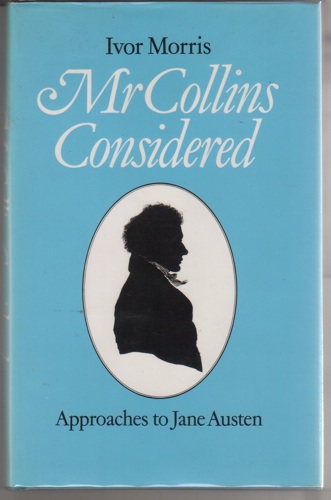 Ivor Morris
Mr Collins
Considered
Approaches to Jane Austen